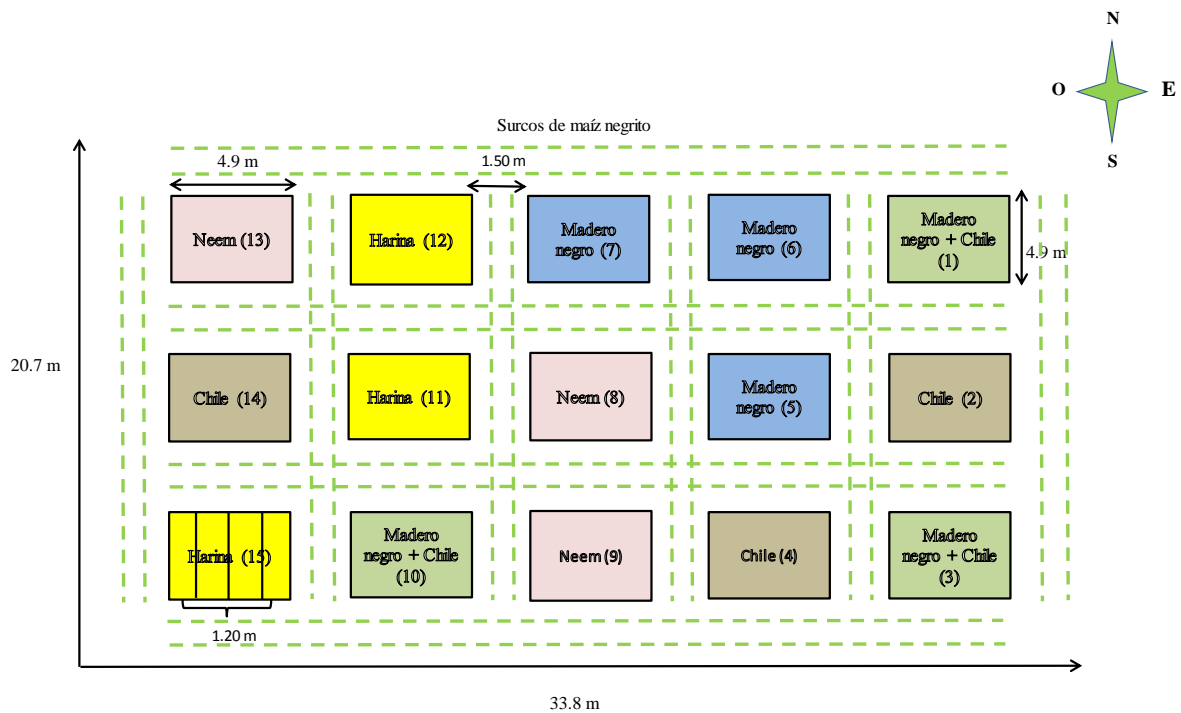 N
O
E
S
Surcos de maíz negrito
4.9 m
1.50 m
Neem (13)
Harina (12)
Madero
negro (7)
Madero
negro (6)
Madero
negro + Chile
(1)
4.9 m
20.7 m
Chile (14)
Harina (11)
Neem (8)
Madero
negro (5)
Chile (2)
Harina (15)
Madero
negro + Chile
(10)
Neem (9)
Chile (4)
Madero
negro + Chile
(3)
1.20 m
33.8 m